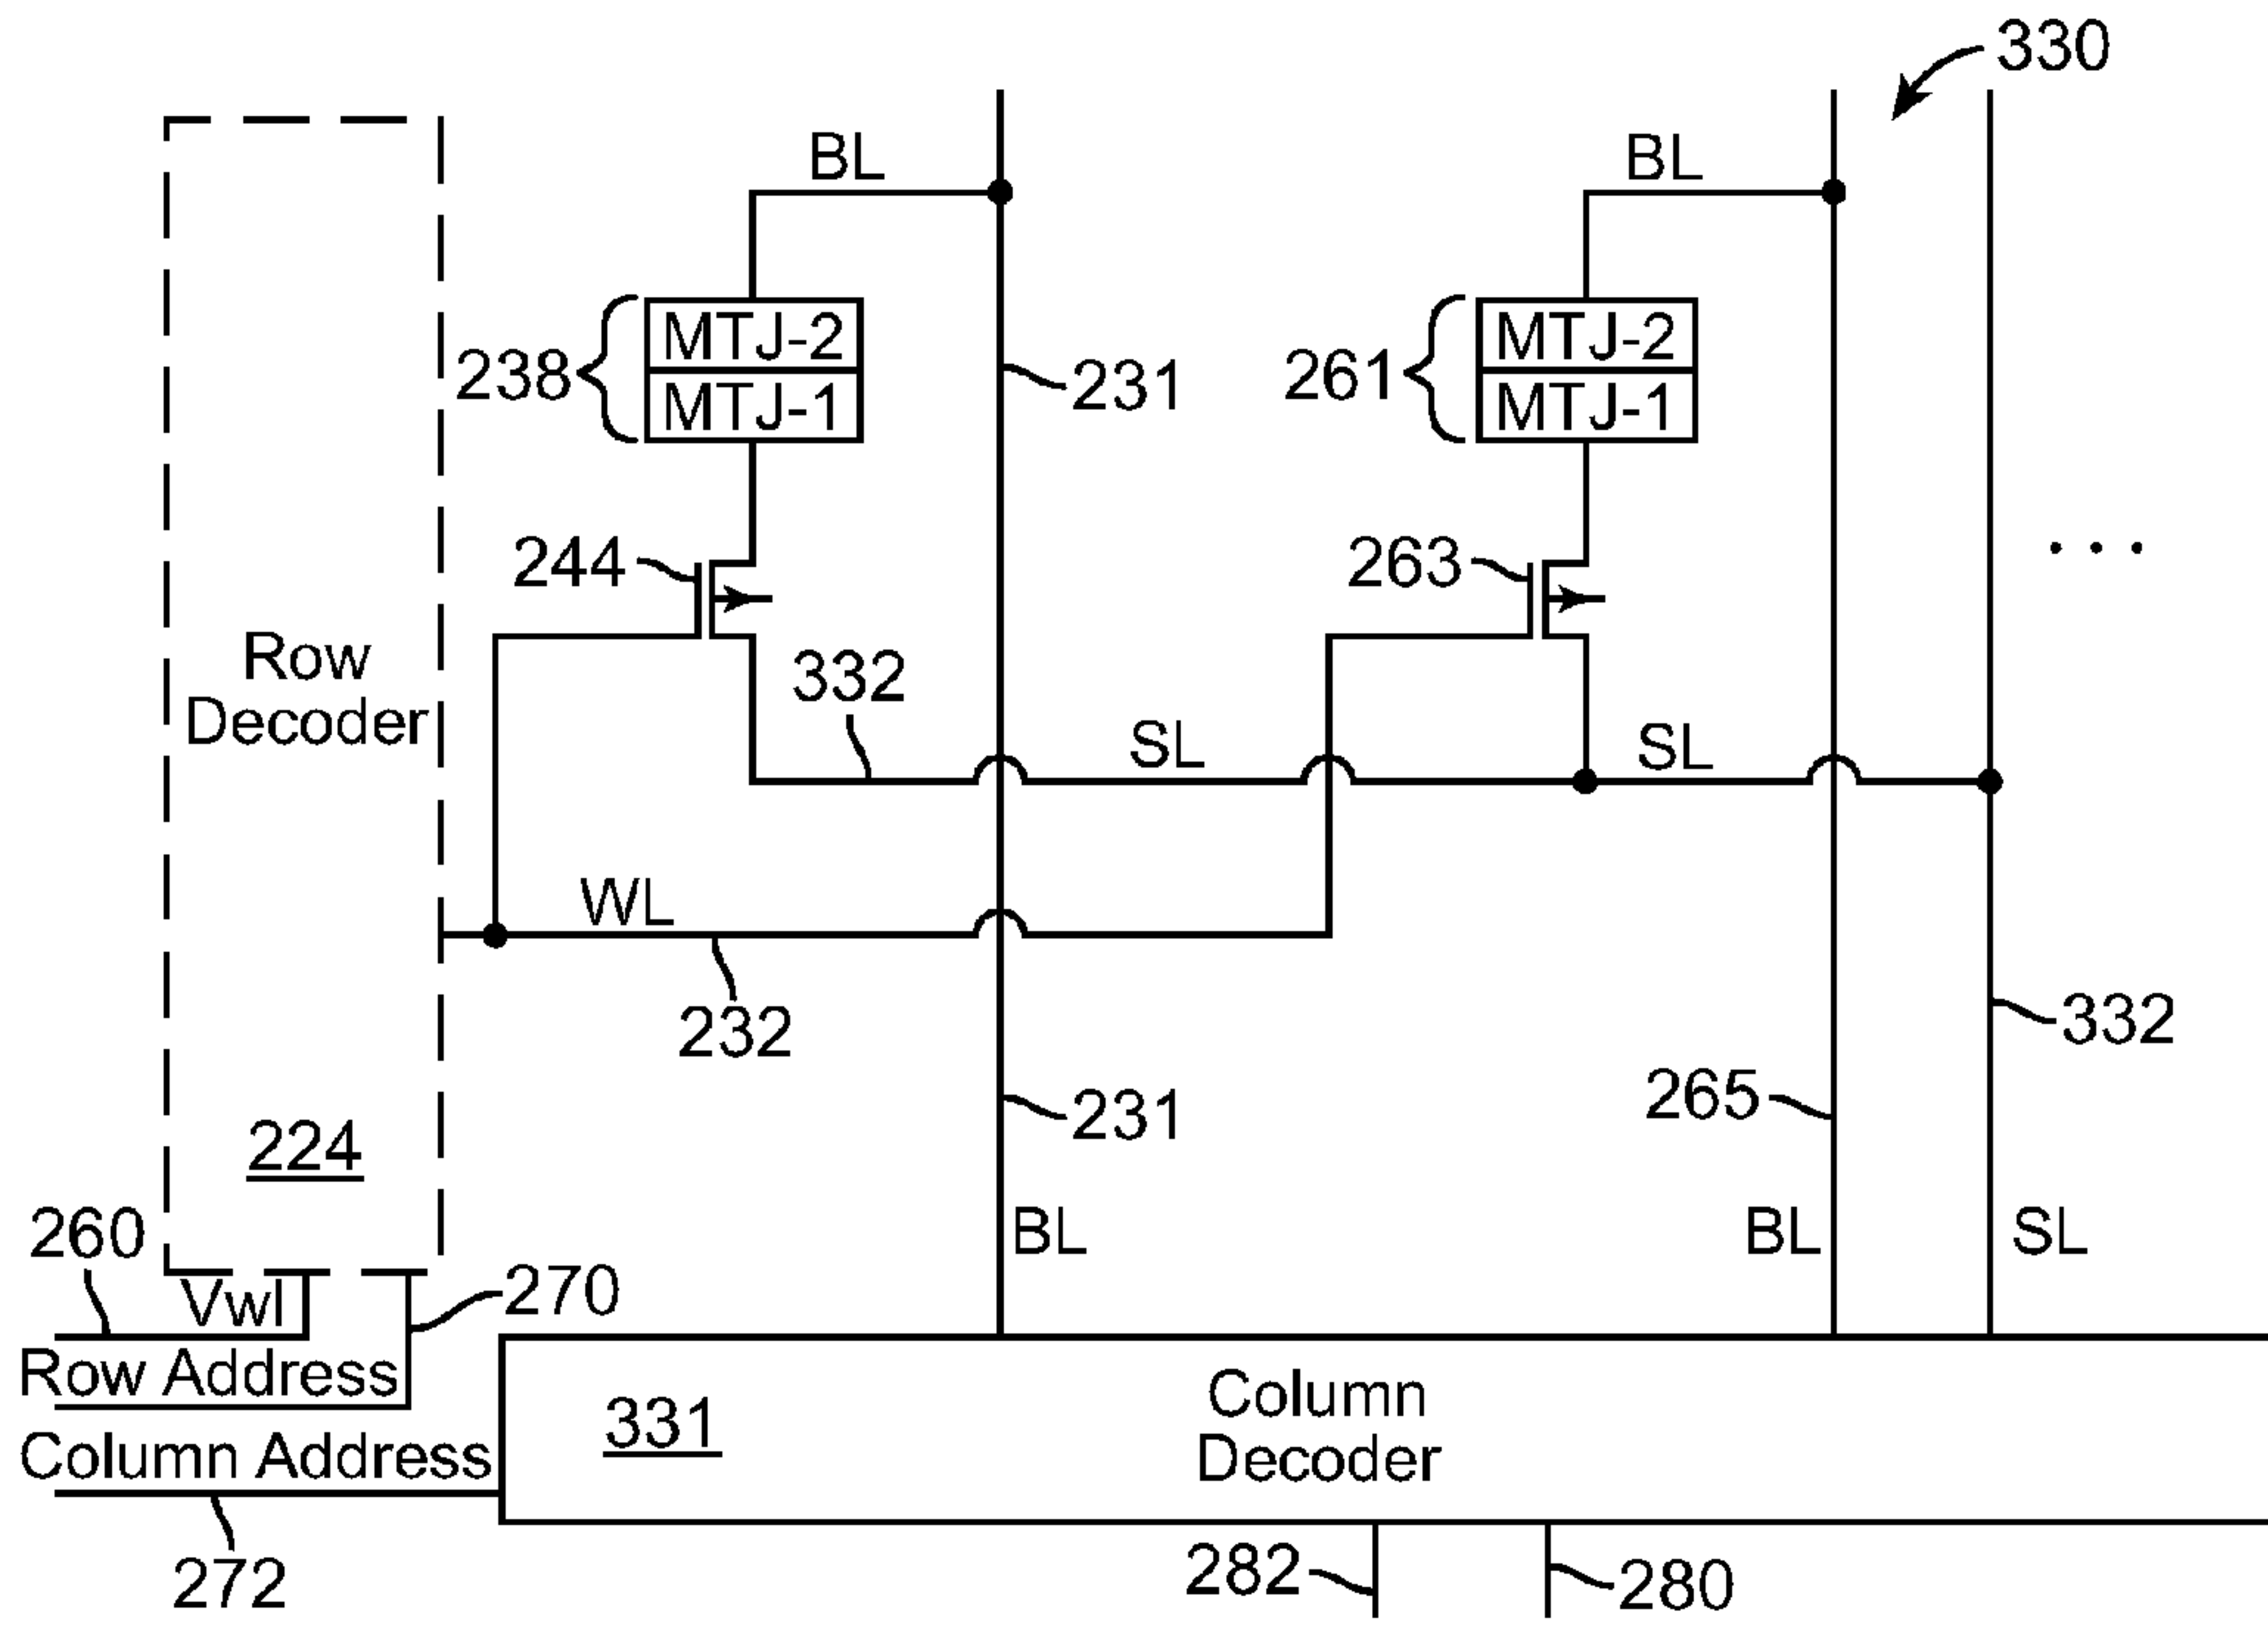 330
BL
BL
MTJ-2
MTJ-1
238
231
MTJ-2
MTJ-1
261
244
263
. . .
Row
Decoder
332
SL
SL
WL
232
332
231
265
224
260
BL
BL
SL
Vwl
270
Row Address
Column Address
331
Column
Decoder
272
282
280